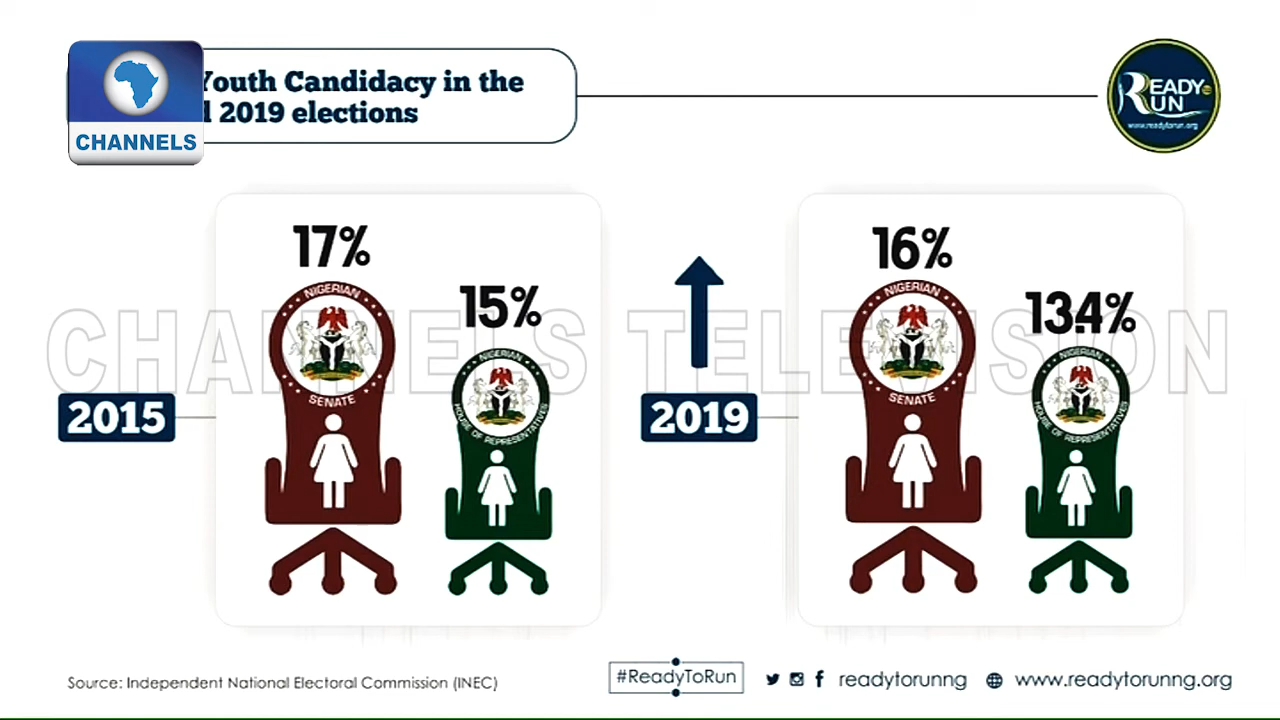 Youth Candidacy in the
2019 elections
CHANNELS
READY TO
RUN
www.readytorun.org
17%
15%
16%
13.4%
NIGERIAN
SENATE
NIGERIAN
HOUSE OF REPRESENTATIVES
NIGERIAN
SENATE
NIGERIAN
HOUSE OF REPRESENTATIVES
CHANNELS TELEVISION
2015
2019
Source: Independent National Electoral Commission (INEC)
#ReadyToRun
readytorunng
www.readytorunng.org